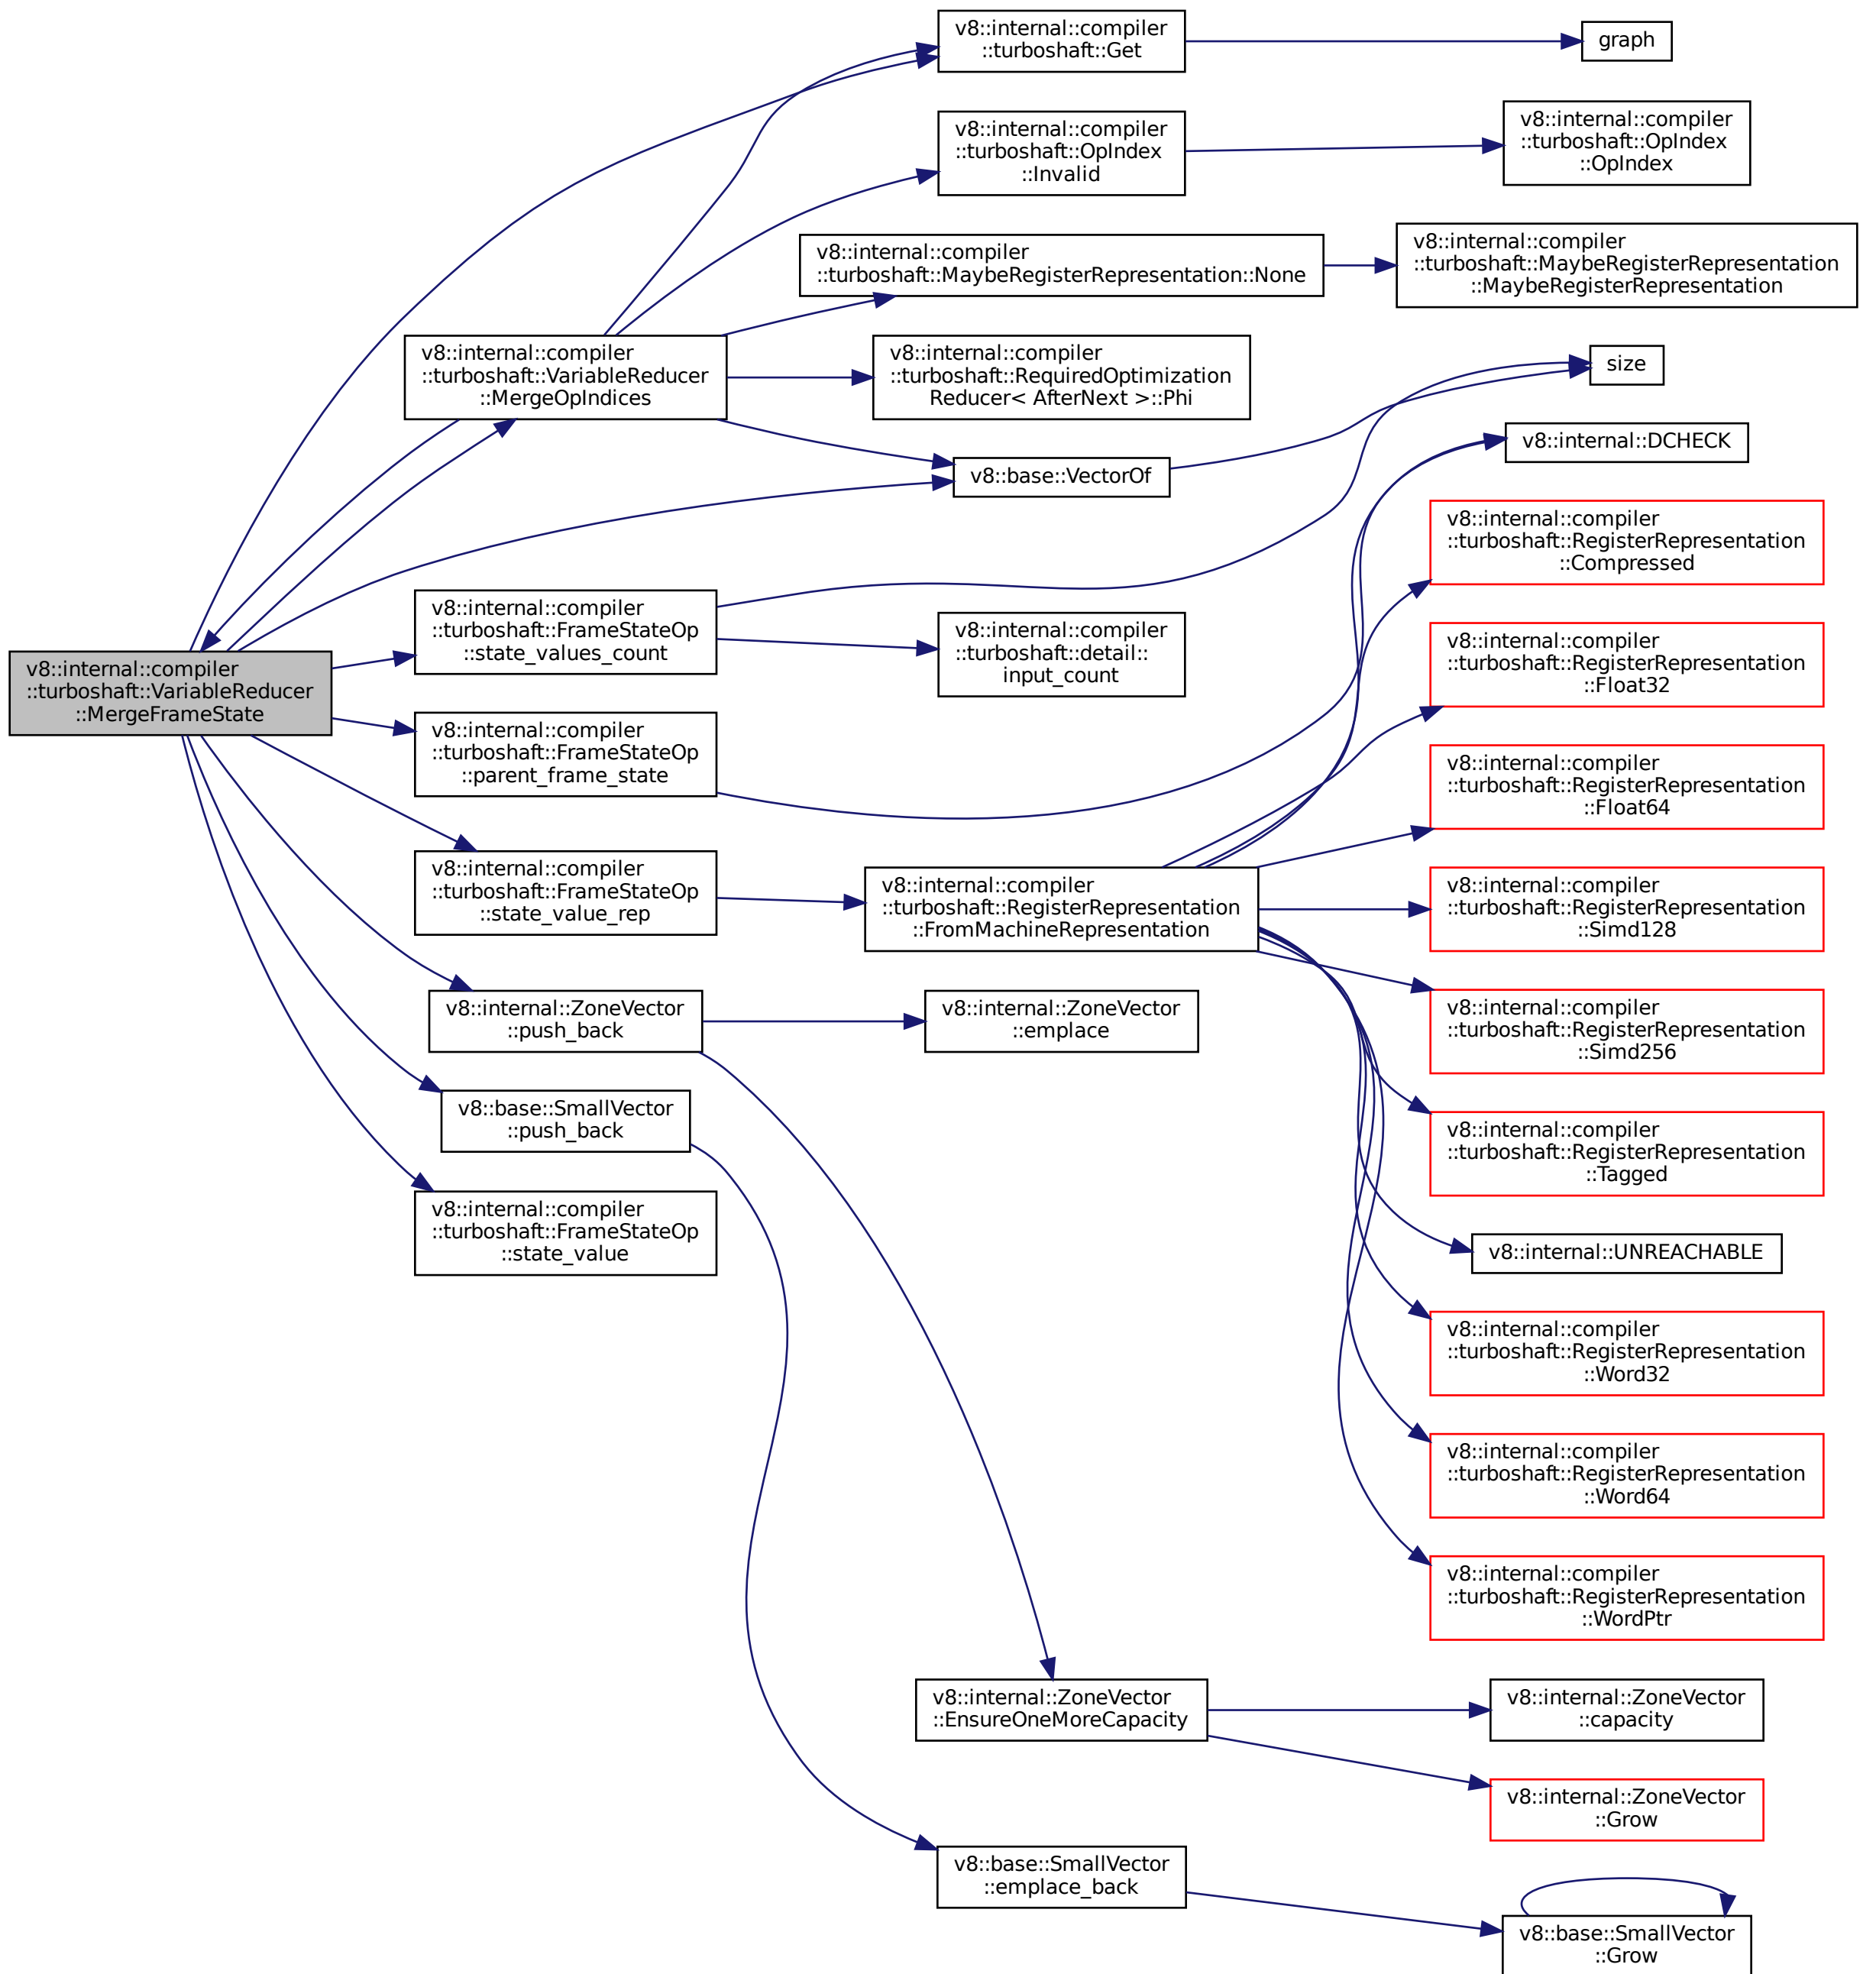 v8::internal::compiler
::turboshaft::VariableReducer
::MergeFrameState
v8::internal::compiler
::turboshaft::Get
graph
v8::internal::compiler
::turboshaft::OpIndex
::Invalid
v8::internal::compiler
::turboshaft::OpIndex
::OpIndex
v8::internal::compiler
::turboshaft::MaybeRegisterRepresentation::None
v8::internal::compiler
::turboshaft::MaybeRegisterRepresentation
::MaybeRegisterRepresentation
v8::internal::compiler
::turboshaft::VariableReducer
::MergeOpIndices
v8::internal::compiler
::turboshaft::RequiredOptimization
Reducer< AfterNext >::Phi
size
v8::base::VectorOf
v8::internal::DCHECK
v8::internal::compiler
::turboshaft::RegisterRepresentation
::Compressed
v8::internal::compiler
::turboshaft::FrameStateOp
::state_values_count
v8::internal::compiler
::turboshaft::detail::
input_count
v8::internal::compiler
::turboshaft::RegisterRepresentation
::Float32
v8::internal::compiler
::turboshaft::FrameStateOp
::parent_frame_state
v8::internal::compiler
::turboshaft::RegisterRepresentation
::Float64
v8::internal::compiler
::turboshaft::FrameStateOp
::state_value_rep
v8::internal::compiler
::turboshaft::RegisterRepresentation
::FromMachineRepresentation
v8::internal::compiler
::turboshaft::RegisterRepresentation
::Simd128
v8::internal::ZoneVector
::push_back
v8::internal::ZoneVector
::emplace
v8::internal::compiler
::turboshaft::RegisterRepresentation
::Simd256
v8::base::SmallVector
::push_back
v8::internal::compiler
::turboshaft::RegisterRepresentation
::Tagged
v8::internal::compiler
::turboshaft::FrameStateOp
::state_value
v8::internal::UNREACHABLE
v8::internal::compiler
::turboshaft::RegisterRepresentation
::Word32
v8::internal::compiler
::turboshaft::RegisterRepresentation
::Word64
v8::internal::compiler
::turboshaft::RegisterRepresentation
::WordPtr
v8::internal::ZoneVector
::EnsureOneMoreCapacity
v8::internal::ZoneVector
::capacity
v8::internal::ZoneVector
::Grow
v8::base::SmallVector
::emplace_back
v8::base::SmallVector
::Grow